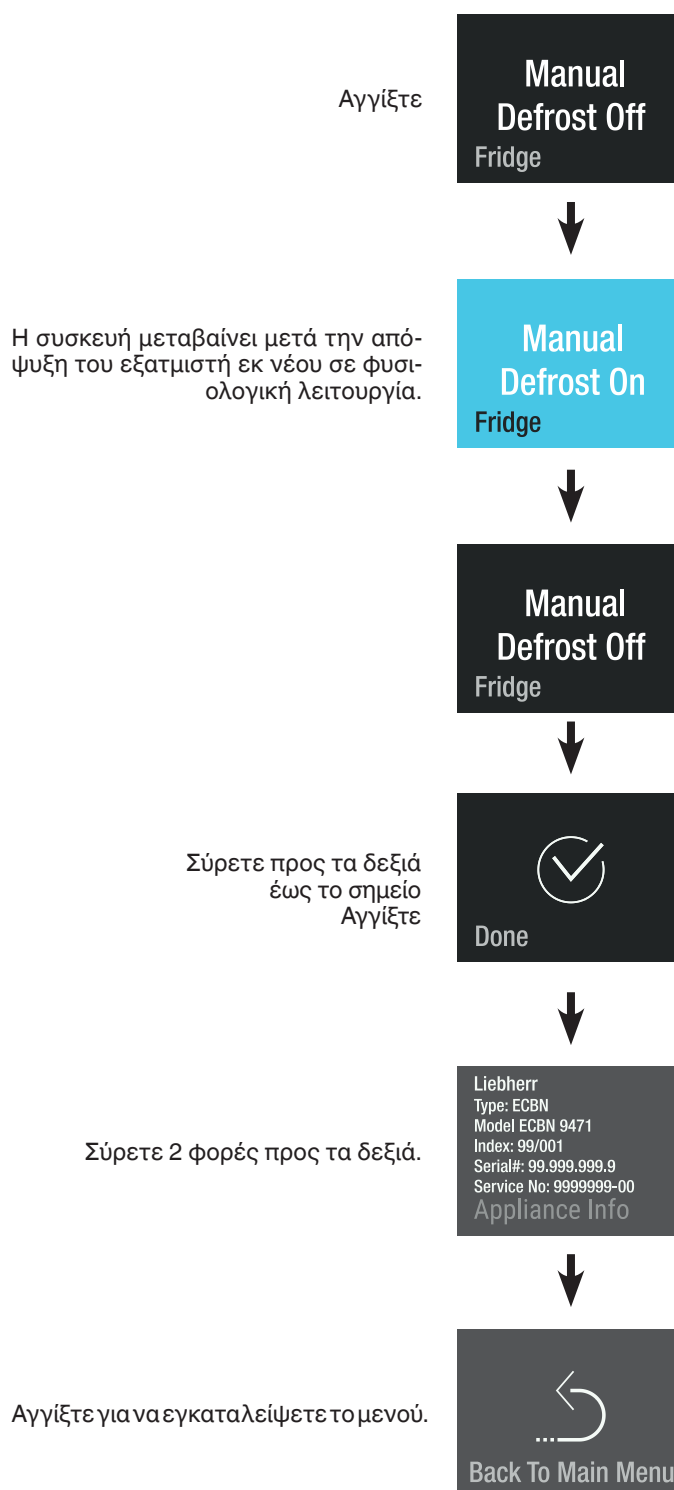 Αγγίξτε
Manual
Defrost Off
Fridge
Η συσκευή μεταβαίνει μετά την από-
ψυξη του εξατμιστή εκ νέου σε φυσι-
ολογική λειτουργία.
Manual
Defrost On
Fridge
Manual
Defrost Off
Fridge
Σύρετε προς τα δεξιά
έως το σημείο
Αγγίξτε
Done
Σύρετε 2 φορές προς τα δεξιά.
Liebherr
Type: ECBN
Model ECBN 9471
Index: 99/001
Serial#: 99.999.999.9
Service No: 9999999-00
Appliance Info
Αγγίξτε για να εγκαταλείψετε το μενού.
Back To Main Menu